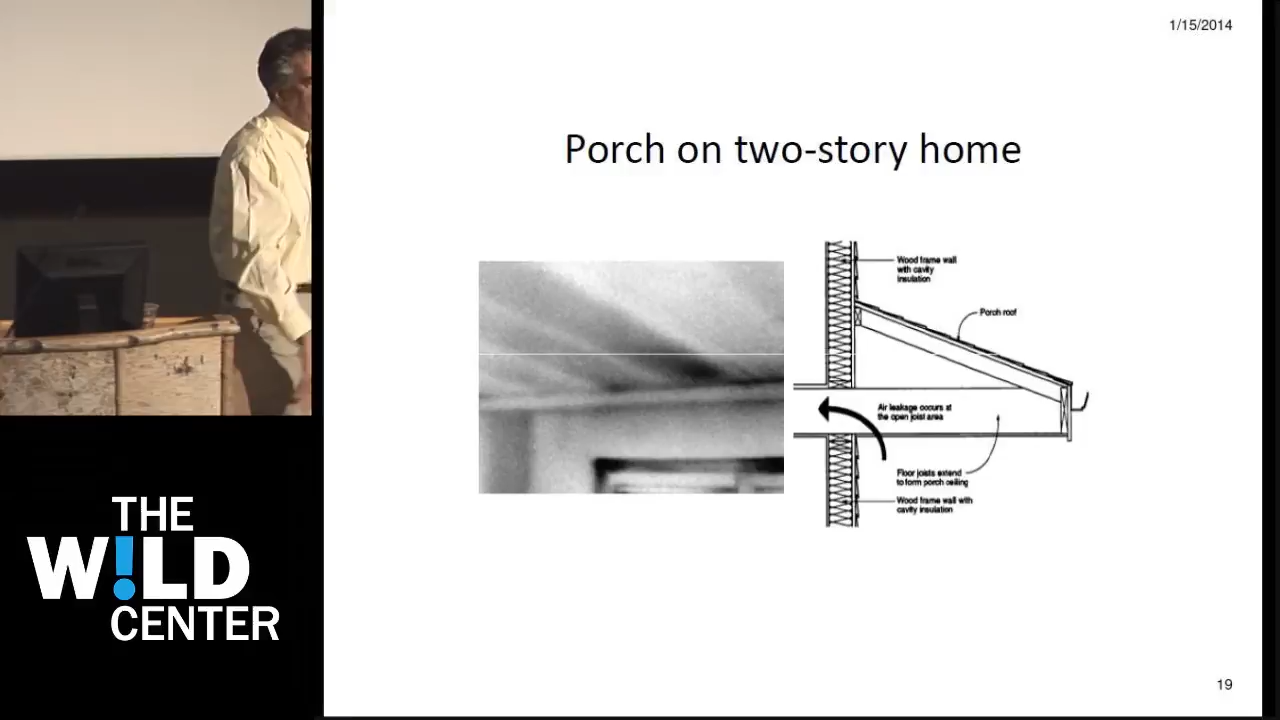 1/15/2014
Porch on two-story home
Wood frame wall
with cavity
insulation
Porch roof
Air leakage occurs at
the open joist area
Floor joists extend
to form porch ceiling
Wood frame wall with
cavity insulation
THE
W!LD
CENTER
19